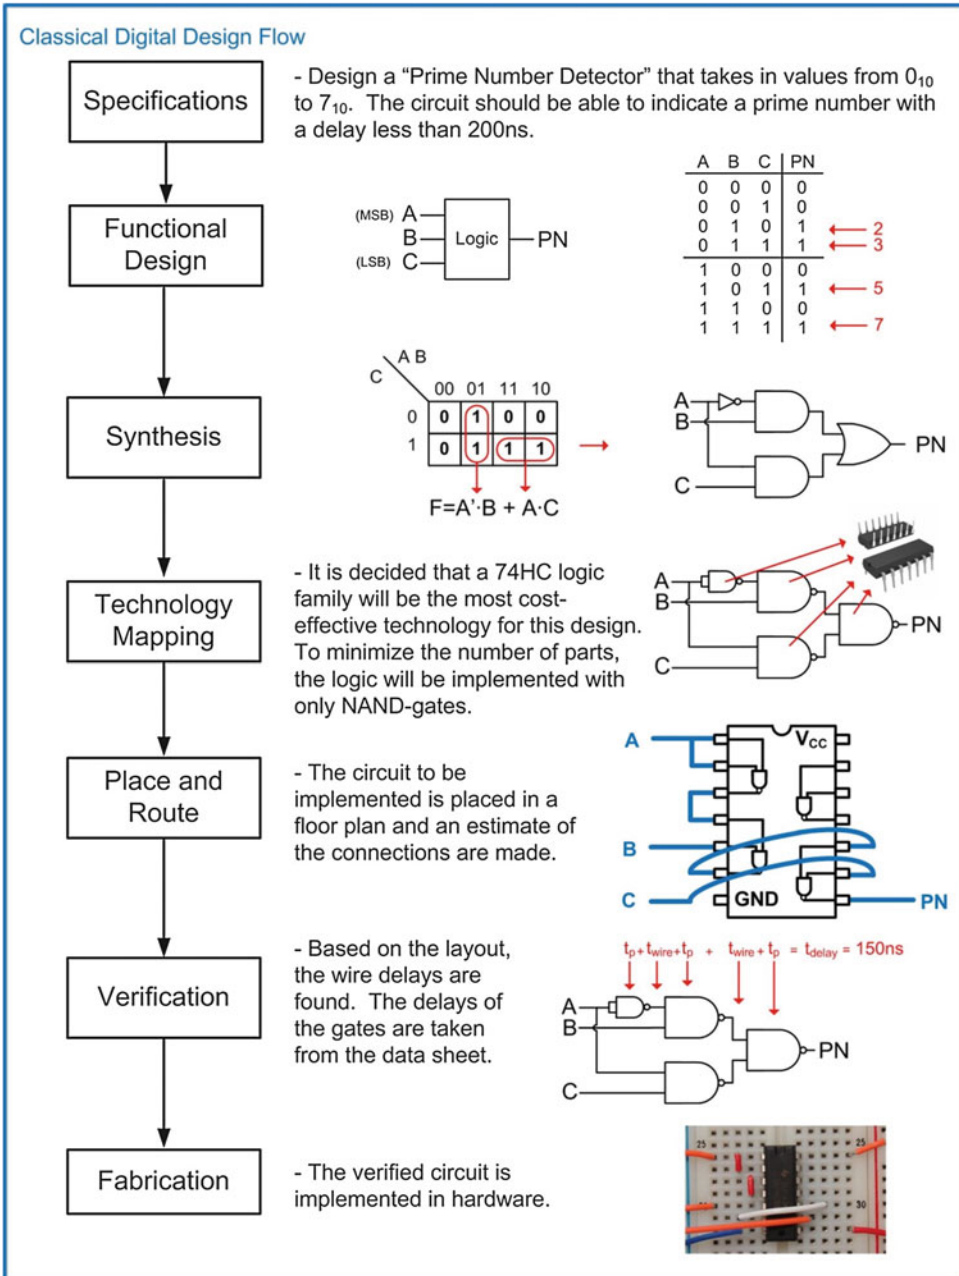 Classical Digital Design Flow
Specifications
- Design a “Prime Number Detector” that takes in values from 0₁₀
to 7₁₀. The circuit should be able to indicate a prime number with
a delay less than 200ns.
Functional
Design
(MSB) A
B
(LSB) C
Logic
PN
A B C PN
0 0 0 0
0 0 1 0
0 1 0 1 2
0 1 1 1 3
1 0 0 0
1 0 1 1 5
1 1 0 0
1 1 1 1 7
Synthesis
A B
C
00 01 11 10
0 0 1 0 0
1 0 1 1 1
F=A'·B + A·C
A
B
C
PN
Technology
Mapping
- It is decided that a 74HC logic
family will be the most cost-
effective technology for this design.
To minimize the number of parts,
the logic will be implemented with
only NAND-gates.
A
B
C
PN
Place and
Route
- The circuit to be
implemented is placed in a
floor plan and an estimate of
the connections are made.
A
B
C
V_CC
GND
PN
Verification
- Based on the layout,
the wire delays are
found. The delays of
the gates are taken
from the data sheet.
t_p+t_wire+t_p + t_wire+t_p = t_delay = 150ns
A
B
C
PN
Fabrication
- The verified circuit is
implemented in hardware.
25 25
30